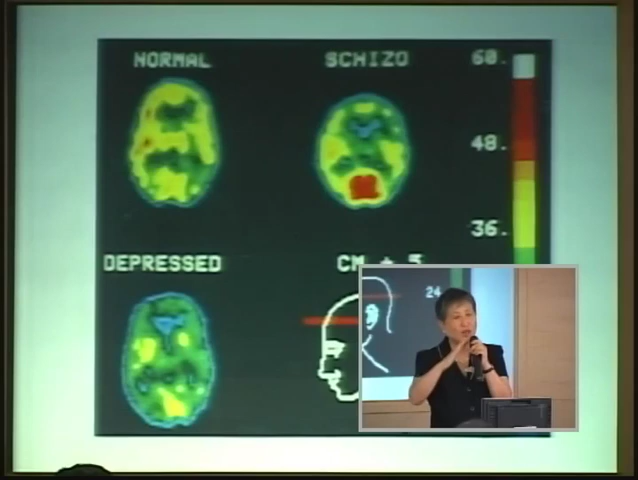 NORMAL SCHIZO 60.
48.
36.
DEPRESSED CM + 5
24